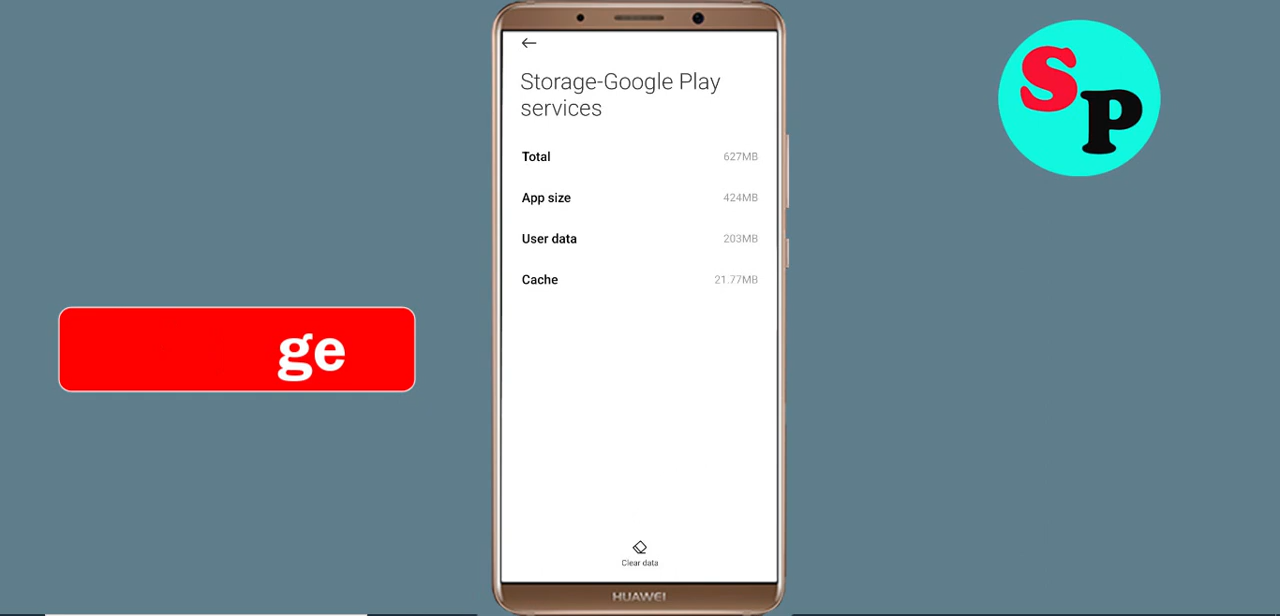 Storage-Google Play
services
Total 627MB
App size 424MB
User data 203MB
Cache 21.77MB
Clear data
HUAWEI
ge
SP